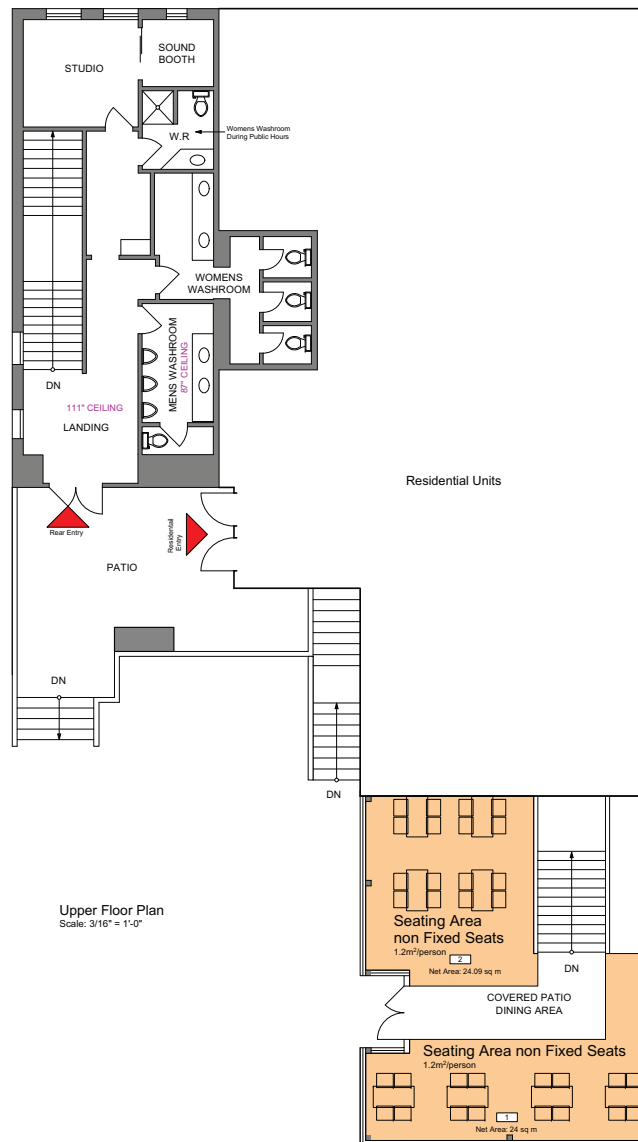 SOUND
BOOTH
STUDIO
W.R
Womens Washroom
During Public Hours
WOMENS
WASHROOM
MENS WASHROOM
87" CEILING
DN
111" CEILING
LANDING
Residential Units
Rear Entry
Residentail
Entry
PATIO
DN
DN
Upper Floor Plan
Scale: 3/16" = 1'-0"
Seating Area
non Fixed Seats
1.2m²/person
2
Net Area: 24.09 sq m
DN
COVERED PATIO
DINING AREA
Seating Area non Fixed Seats
1.2m²/person
1
Net Area: 24 sq m